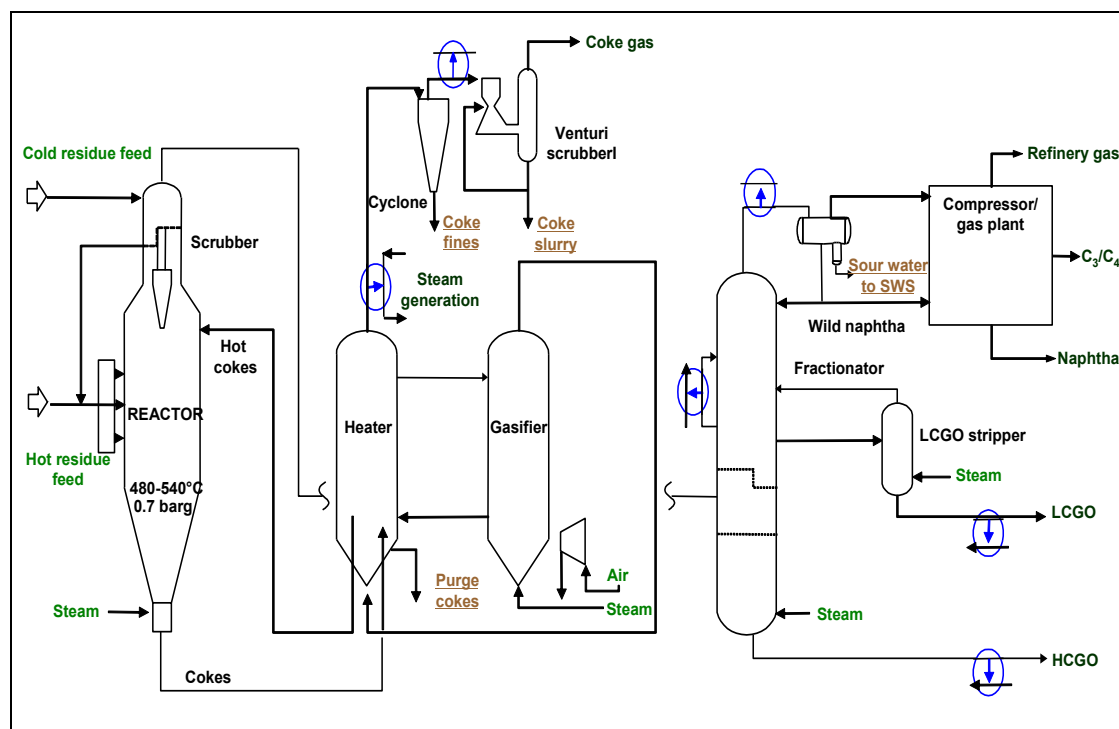 Coke gas
Cold residue feed
Venturi
scrubberl
Refinery gas
Compressor/
gas plant
Cyclone
Scrubber
Coke
fines
Coke
slurry
C3/C4
Steam
generation
Sour water
to SWS
Hot
cokes
Wild naphtha
Naphtha
Fractionator
REACTOR
Heater
Gasifier
LCGO stripper
Hot residue
feed
480-540°C
0.7 barg
Steam
LCGO
Purge
cokes
Air
Steam
Steam
Steam
Cokes
HCGO